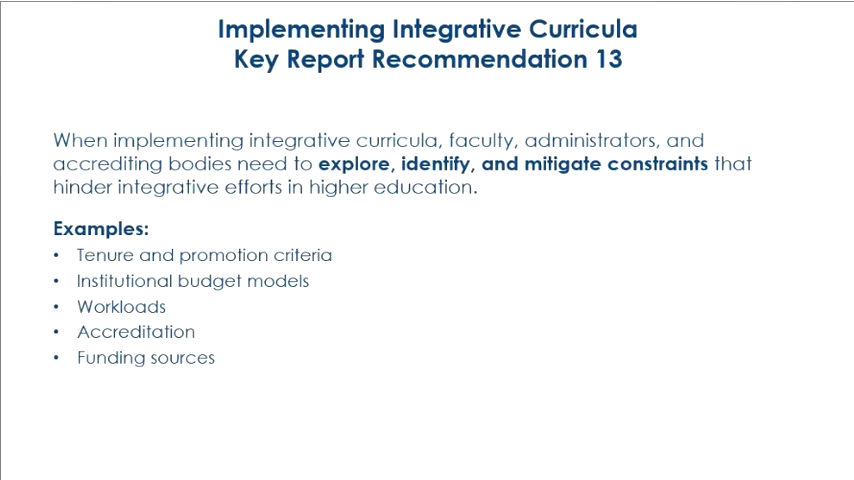 Implementing Integrative Curricula
Key Report Recommendation 13
When implementing integrative curricula, faculty, administrators, and
accrediting bodies need to explore, identify, and mitigate constraints that
hinder integrative efforts in higher education.
Examples:
• Tenure and promotion criteria
• Institutional budget models
• Workloads
• Accreditation
• Funding sources